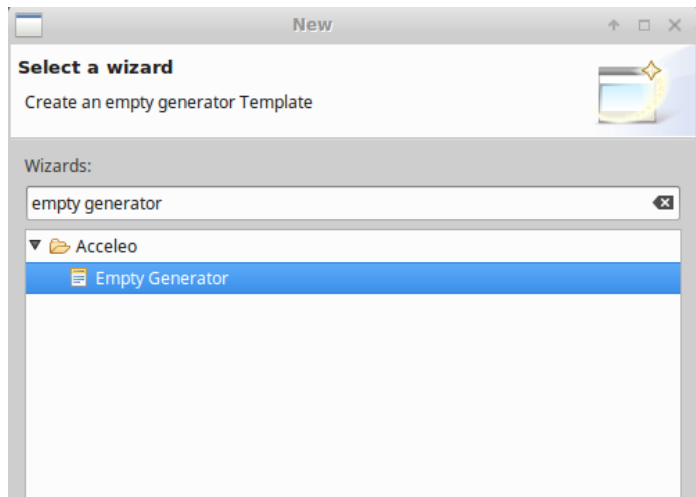 New
Select a wizard
Create an empty generator Template
Wizards:
empty generator
Acceleo
Empty Generator